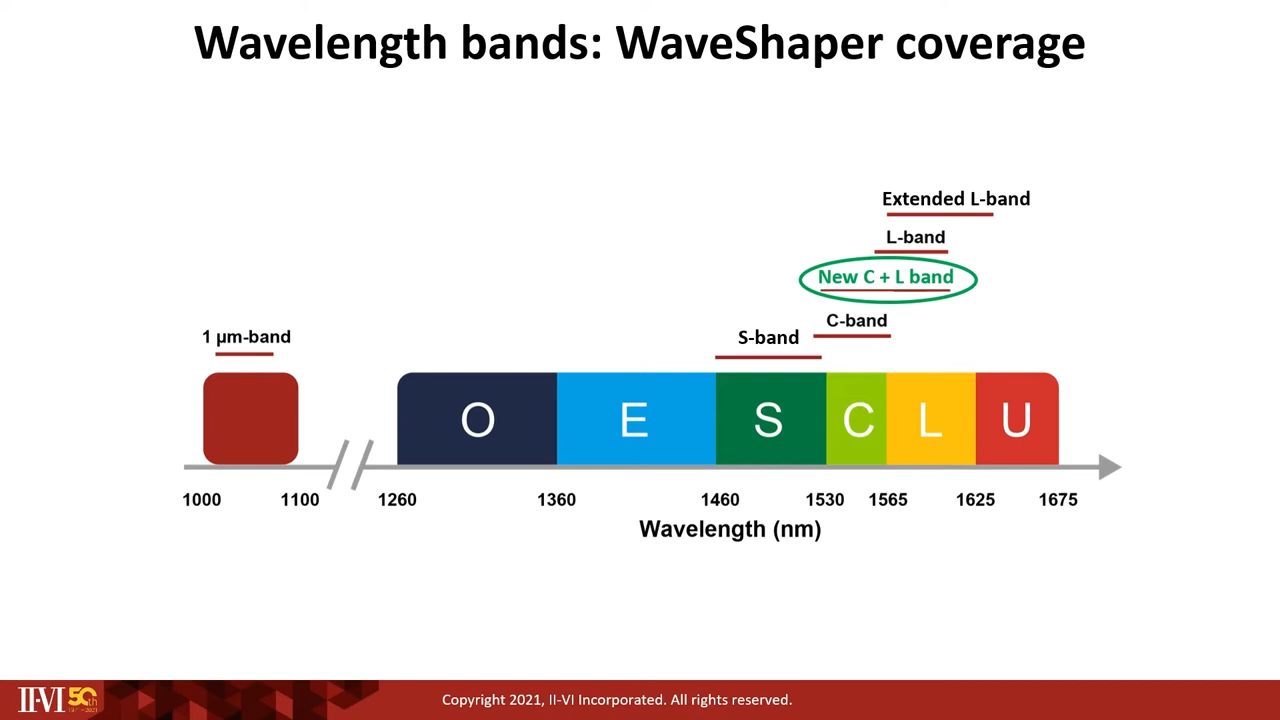 Wavelength bands: WaveShaper coverage
Extended L-band
L-band
New C + L band
C-band
S-band
1 µm-band
O E S C L U
1000 1100 1260 1360 1460 1530 1565 1625 1675
Wavelength (nm)
II-VI 50th
Copyright 2021, II-VI Incorporated. All rights reserved.